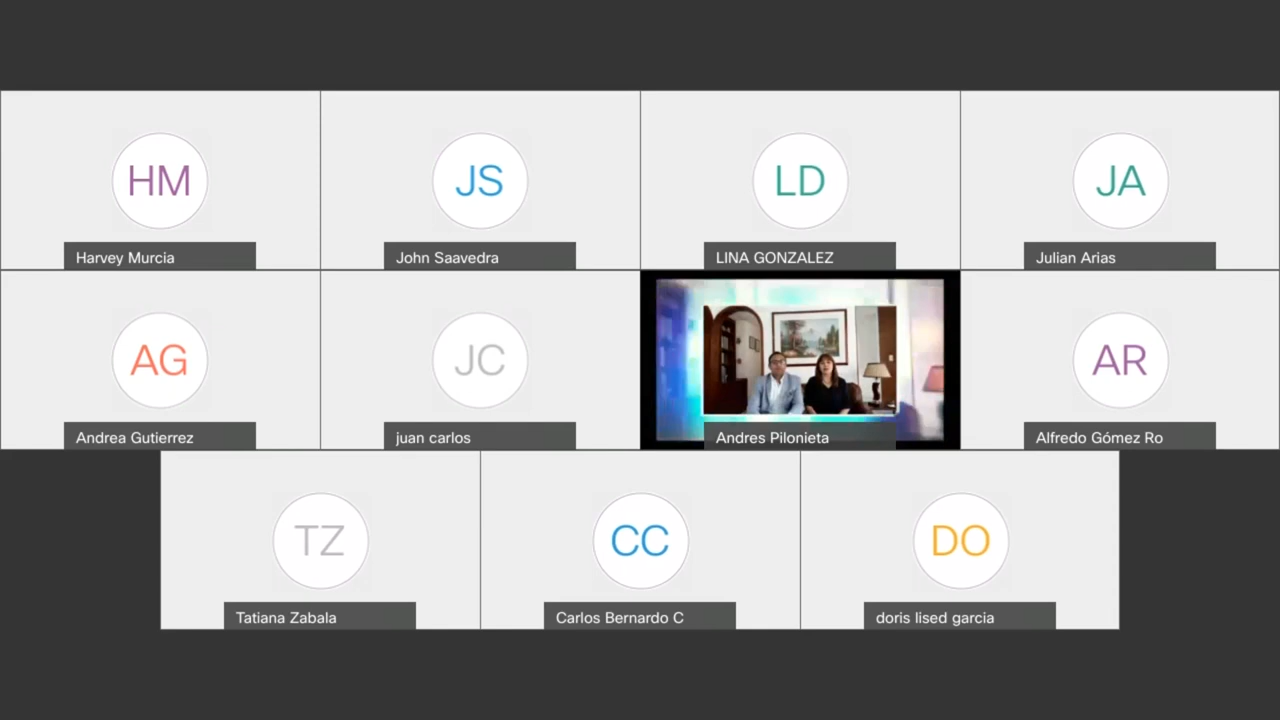 HM
Harvey Murcia
JS
John Saavedra
LD
LINA GONZALEZ
JA
Julian Arias
AG
Andrea Gutierrez
JC
juan carlos
Andres Pilonieta
AR
Alfredo Gómez Ro
TZ
Tatiana Zabala
CC
Carlos Bernardo C
DO
doris lised garcia